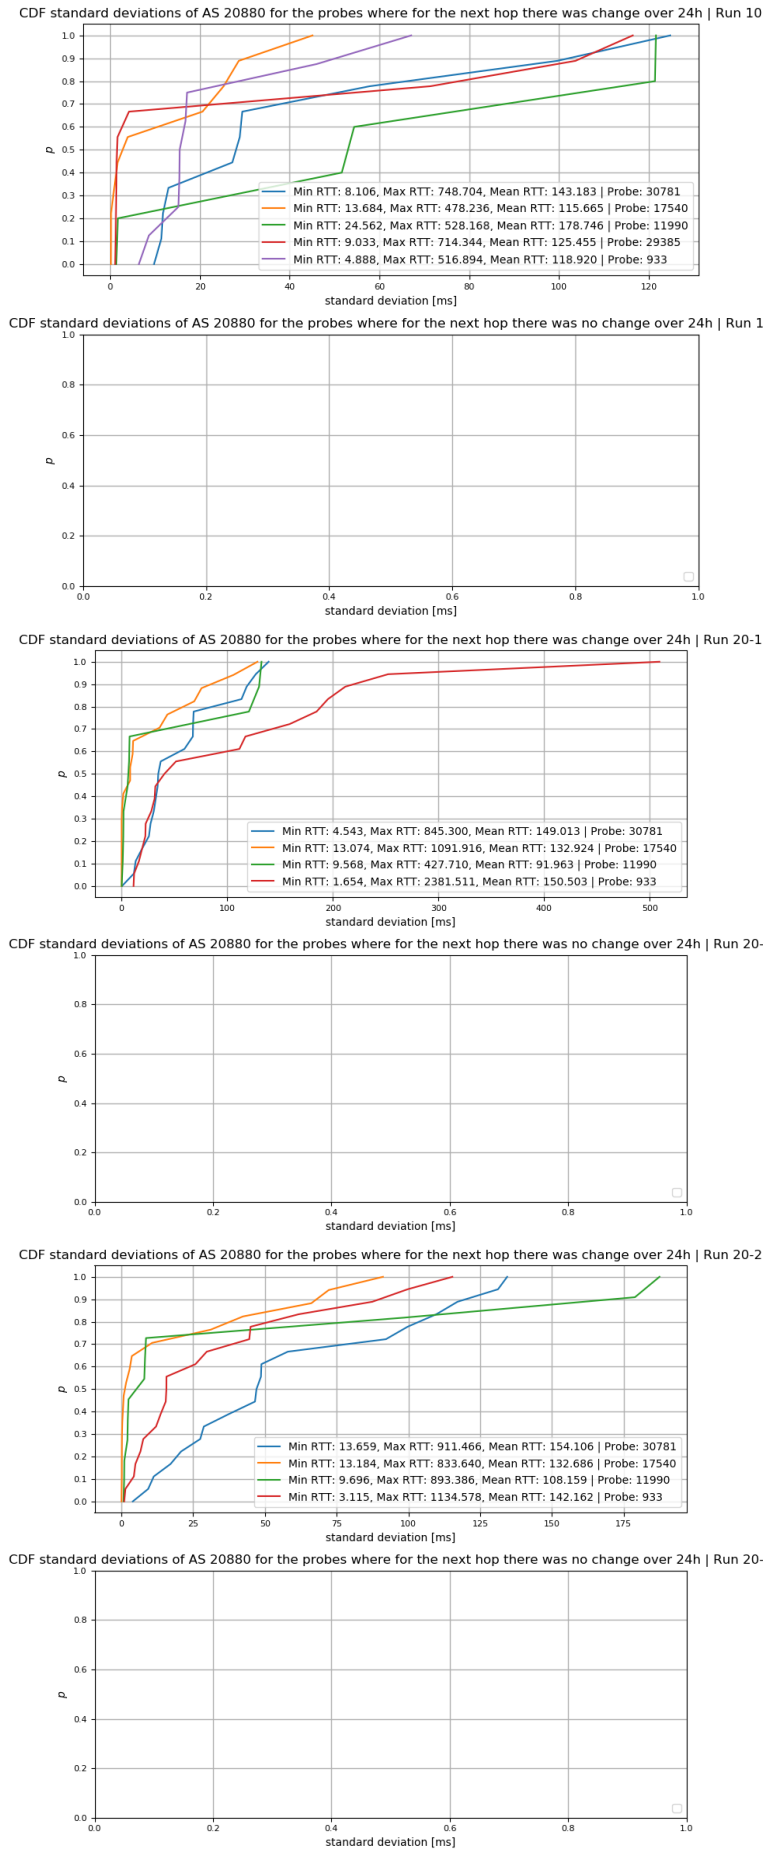 CDF standard deviations of AS 20880 for the probes where for the next hop there was change over 24h | Run 10
1.0
0.9
0.8
0.7
0.6
0.5
0.4
0.3
0.2
0.1
0.0
p
Min RTT: 8.106, Max RTT: 748.704, Mean RTT: 143.183 | Probe: 30781
Min RTT: 13.684, Max RTT: 478.236, Mean RTT: 115.665 | Probe: 17540
Min RTT: 24.562, Max RTT: 528.168, Mean RTT: 178.746 | Probe: 11990
Min RTT: 9.033, Max RTT: 714.344, Mean RTT: 125.455 | Probe: 29385
Min RTT: 4.888, Max RTT: 516.894, Mean RTT: 118.920 | Probe: 933
0 20 40 60 80 100 120
standard deviation [ms]
CDF standard deviations of AS 20880 for the probes where for the next hop there was no change over 24h | Run 1
1.0
0.8
0.6
0.4
0.2
0.0
p
0.0 0.2 0.4 0.6 0.8 1.0
standard deviation [ms]
CDF standard deviations of AS 20880 for the probes where for the next hop there was change over 24h | Run 20-1
1.0
0.9
0.8
0.7
0.6
0.5
0.4
0.3
0.2
0.1
0.0
p
Min RTT: 4.543, Max RTT: 845.300, Mean RTT: 149.013 | Probe: 30781
Min RTT: 13.074, Max RTT: 1091.916, Mean RTT: 132.924 | Probe: 17540
Min RTT: 9.568, Max RTT: 427.710, Mean RTT: 91.963 | Probe: 11990
Min RTT: 1.654, Max RTT: 2381.511, Mean RTT: 150.503 | Probe: 933
0 100 200 300 400 500
standard deviation [ms]
CDF standard deviations of AS 20880 for the probes where for the next hop there was no change over 24h | Run 20-
1.0
0.8
0.6
0.4
0.2
0.0
p
0.0 0.2 0.4 0.6 0.8 1.0
standard deviation [ms]
CDF standard deviations of AS 20880 for the probes where for the next hop there was change over 24h | Run 20-2
1.0
0.9
0.8
0.7
0.6
0.5
0.4
0.3
0.2
0.1
0.0
p
Min RTT: 13.659, Max RTT: 911.466, Mean RTT: 154.106 | Probe: 30781
Min RTT: 13.184, Max RTT: 833.640, Mean RTT: 132.686 | Probe: 17540
Min RTT: 9.696, Max RTT: 893.386, Mean RTT: 108.159 | Probe: 11990
Min RTT: 3.115, Max RTT: 1134.578, Mean RTT: 142.162 | Probe: 933
0 25 50 75 100 125 150 175
standard deviation [ms]
CDF standard deviations of AS 20880 for the probes where for the next hop there was no change over 24h | Run 20-
1.0
0.8
0.6
0.4
0.2
0.0
p
0.0 0.2 0.4 0.6 0.8 1.0
standard deviation [ms]